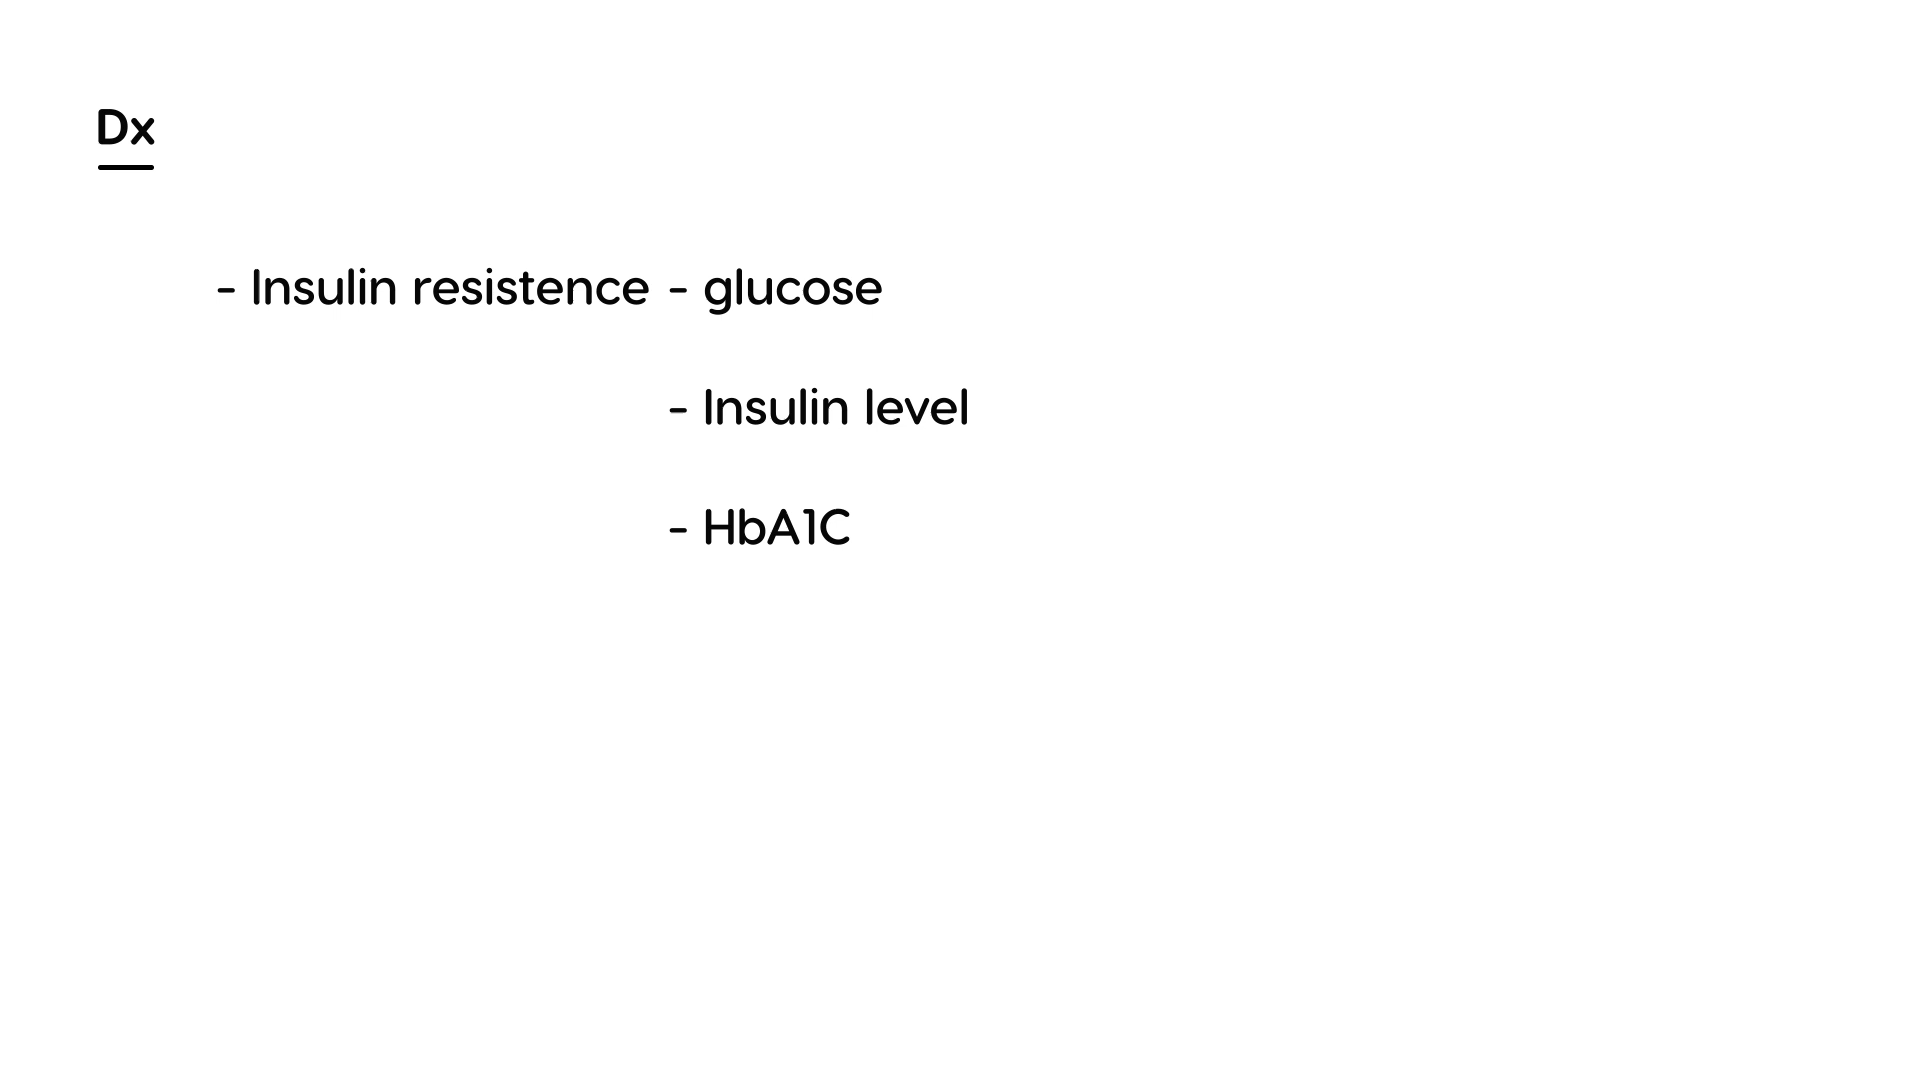 Dx
- Insulin resistence - glucose
- Insulin level
- HbA1C